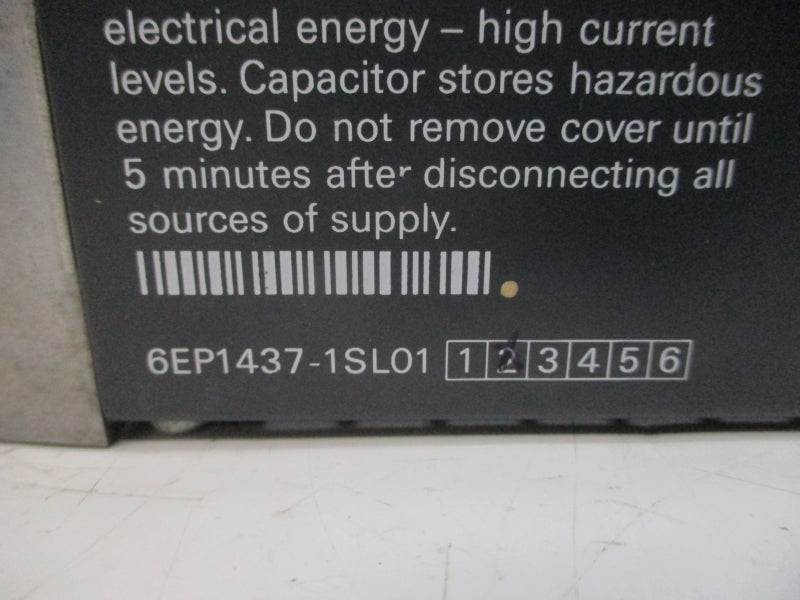 electrical energy – high current
levels. Capacitor stores hazardous
energy. Do not remove cover until
5 minutes after disconnecting all
sources of supply.
6EP1437-1SL01 1 2 3 4 5 6